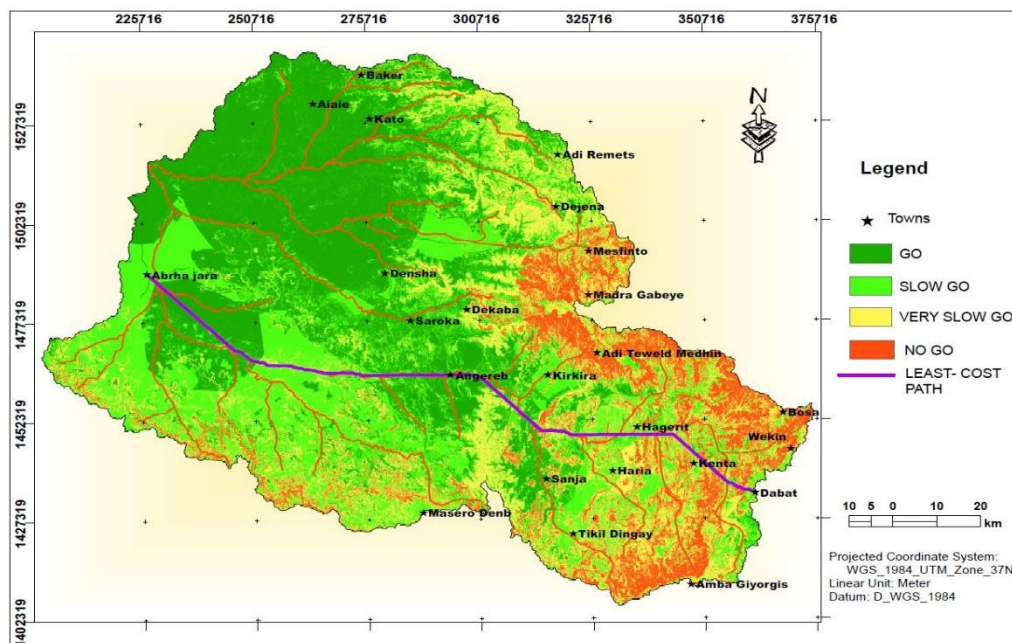 225716 250716 275716 300716 325716 350716 375716
1527319
1502319
1477319
1452319
1427319
1402319
Baker
Aiaie
Kato
Adi Remets
Dejena
Mesfinto
Abrha jara
Densha
Madra Gabeye
Dekaba
Saroka
Adi Teweld Medhin
Angereb
Kirkira
Bosa
Hagerit
Wekin
Haria
Kenta
Sanja
Dabat
Masero Denb
Tikil Dingay
Amba Giyorgis
N
Legend
Towns
GO
SLOW GO
VERY SLOW GO
NO GO
LEAST- COST
PATH
10 5 0 10 20
km
Projected Coordinate System:
WGS_1984_UTM_Zone_37N
Linear Unit: Meter
Datum: D_WGS_1984